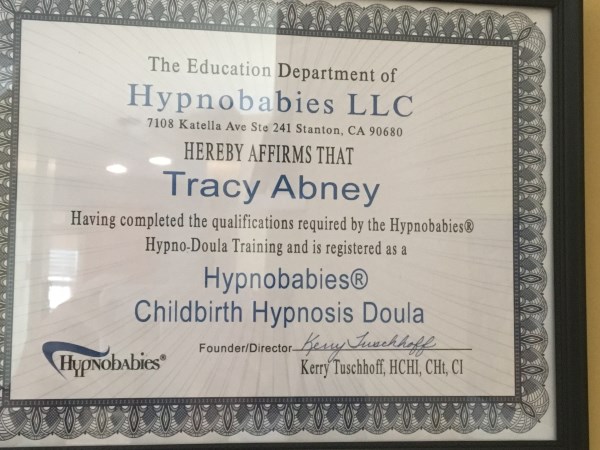 The Education Department of
Hypnobabies LLC
7108 Katella Ave Ste 241 Stanton, CA 90680
HEREBY AFFIRMS THAT
Tracy Abney
Having completed the qualifications required by the Hypnobabies®
Hypno-Doula Training and is registered as a
Hypnobabies®
Childbirth Hypnosis Doula
Founder/Director Kerry Tuschhoff
Hypnobabies® Kerry Tuschhoff, HCHI, CHt, CI